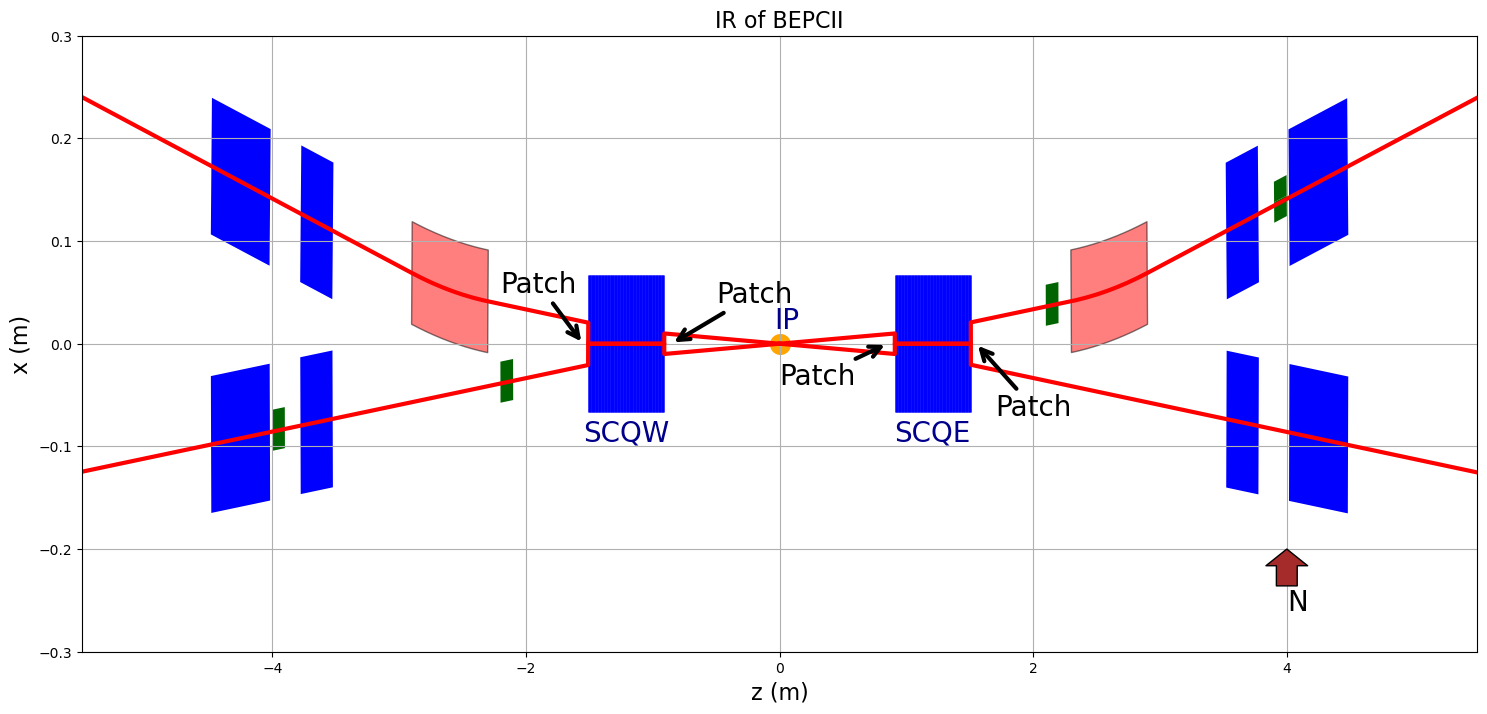 IR of BEPCII
0.3
0.2
0.1
0.0
−0.1
−0.2
−0.3
x (m)
Patch
Patch
IP
Patch
Patch
SCQW
SCQE
N
−4
−2
0
2
4
z (m)